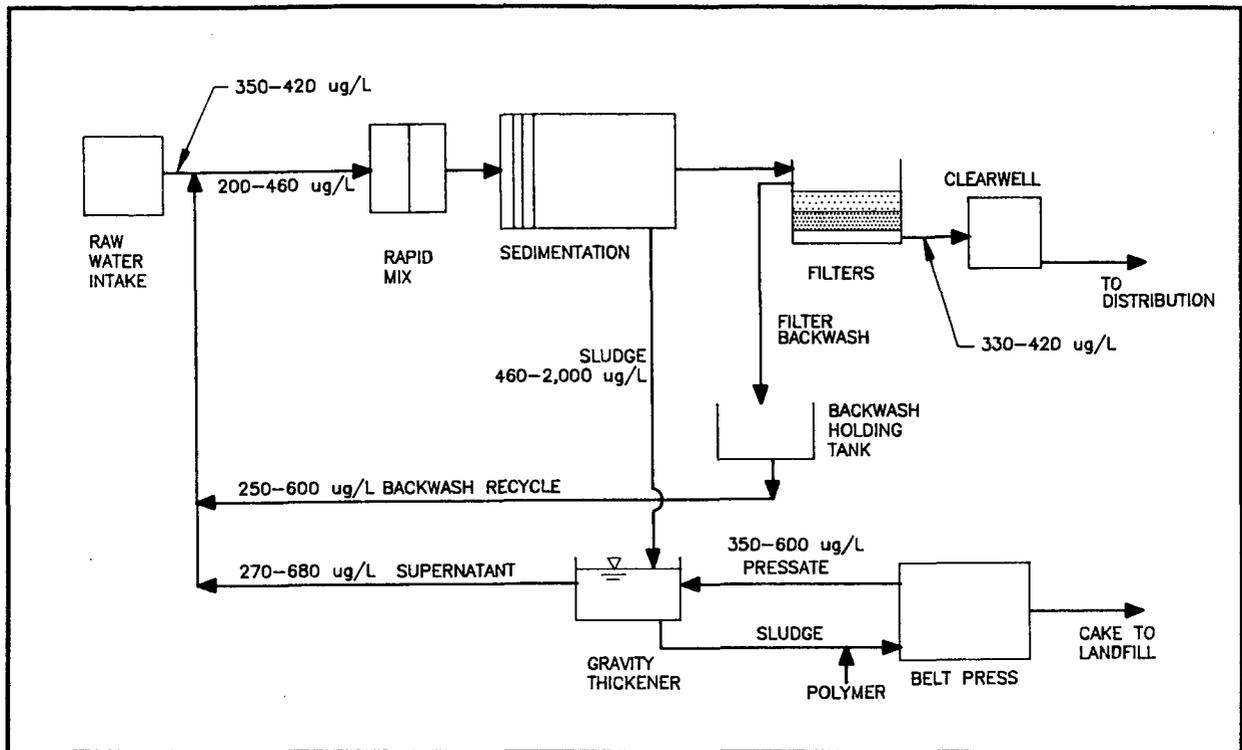 350-420 ug/L
200-460 ug/L
RAW
WATER
INTAKE
RAPID
MIX
SEDIMENTATION
FILTERS
CLEARWELL
TO
DISTRIBUTION
330-420 ug/L
FILTER
BACKWASH
SLUDGE
460-2,000 ug/L
BACKWASH
HOLDING
TANK
250-600 ug/L BACKWASH RECYCLE
350-600 ug/L
PRESSATE
270-680 ug/L SUPERNATANT
GRAVITY
THICKENER
SLUDGE
POLYMER
BELT PRESS
CAKE TO
LANDFILL